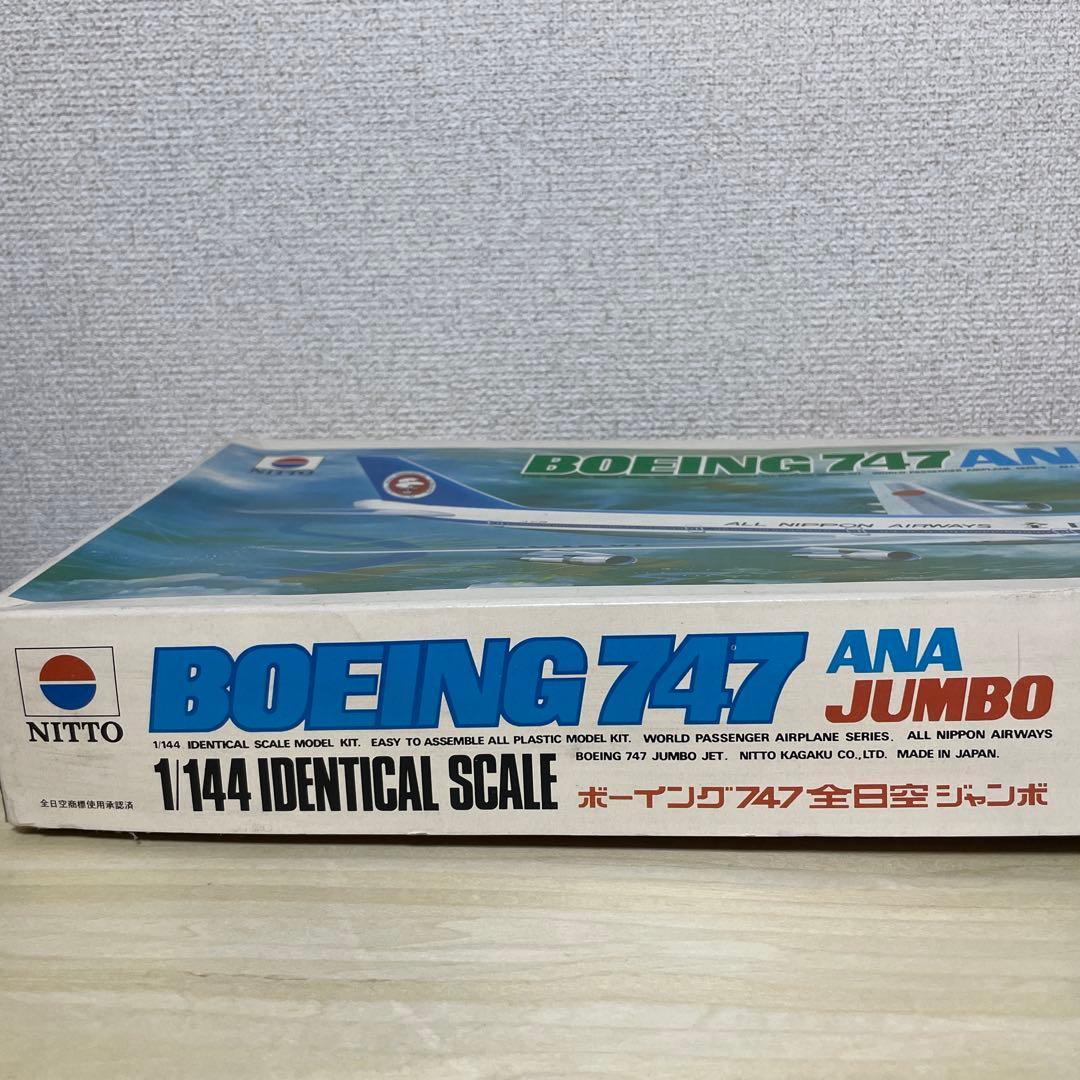 NITTO
BOEING 747 AN
ALL NIPPON AIRWAYS 全
NITTO
BOEING 747 ANA JUMBO
1/144 IDENTICAL SCALE MODEL KIT. EASY TO ASSEMBLE ALL PLASTIC MODEL KIT. WORLD PASSENGER AIRPLANE SERIES. ALL NIPPON AIRWAYS
BOEING 747 JUMBO JET. NITTO KAGAKU CO.,LTD. MADE IN JAPAN.
1/144 IDENTICAL SCALE
ボーイング747全日空ジャンボ
全日空商標使用承認済